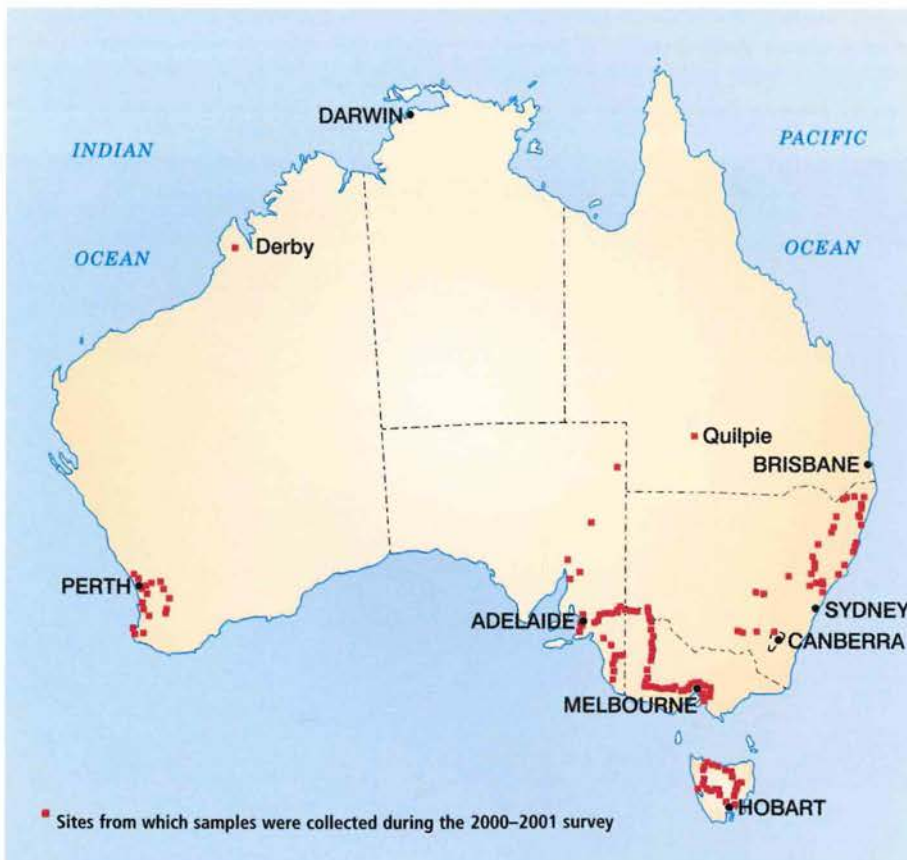 DARWIN
INDIAN
PACIFIC
Derby
OCEAN
OCEAN
Quilpie
BRISBANE
PERTH
ADELAIDE
SYDNEY
CANBERRA
MELBOURNE
HOBART
Sites from which samples were collected during the 2000–2001 survey